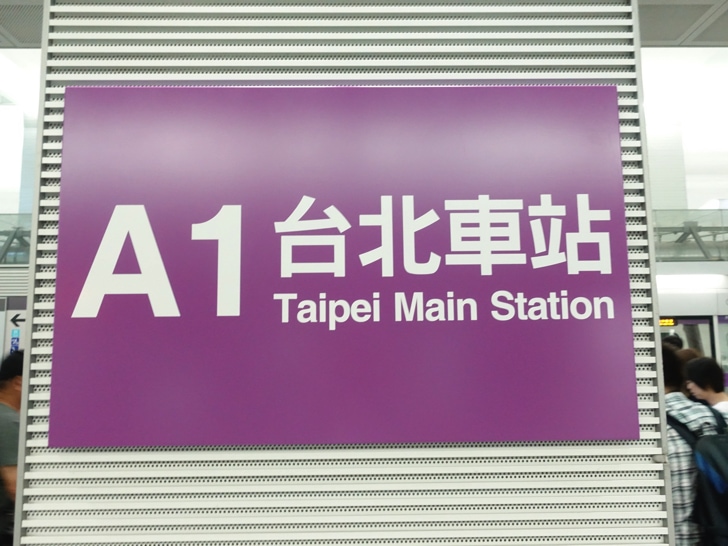 A1 台北車站
Taipei Main Station